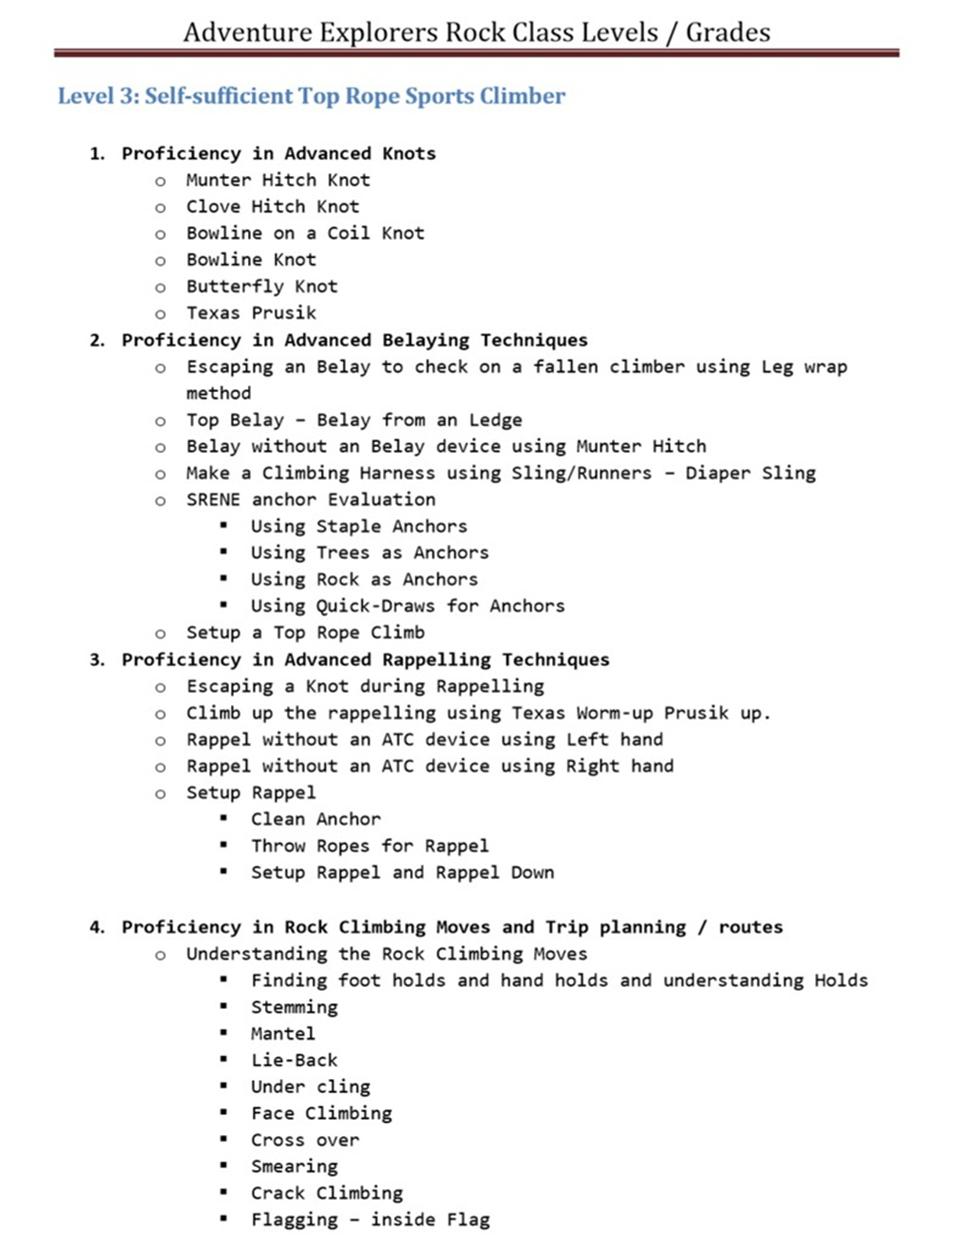 Adventure Explorers Rock Class Levels / Grades
Level 3: Self-sufficient Top Rope Sports Climber
1. Proficiency in Advanced Knots
o Munter Hitch Knot
o Clove Hitch Knot
o Bowline on a Coil Knot
o Bowline Knot
o Butterfly Knot
o Texas Prusik
2. Proficiency in Advanced Belaying Techniques
o Escaping an Belay to check on a fallen climber using Leg wrap
method
o Top Belay – Belay from an Ledge
o Belay without an Belay device using Munter Hitch
o Make a Climbing Harness using Sling/Runners – Diaper Sling
o SRENE anchor Evaluation
▪ Using Staple Anchors
▪ Using Trees as Anchors
▪ Using Rock as Anchors
▪ Using Quick-Draws for Anchors
o Setup a Top Rope Climb
3. Proficiency in Advanced Rappelling Techniques
o Escaping a Knot during Rappelling
o Climb up the rappelling using Texas Worm-up Prusik up.
o Rappel without an ATC device using Left hand
o Rappel without an ATC device using Right hand
o Setup Rappel
▪ Clean Anchor
▪ Throw Ropes for Rappel
▪ Setup Rappel and Rappel Down
4. Proficiency in Rock Climbing Moves and Trip planning / routes
o Understanding the Rock Climbing Moves
▪ Finding foot holds and hand holds and understanding Holds
▪ Stemming
▪ Mantel
▪ Lie-Back
▪ Under cling
▪ Face Climbing
▪ Cross over
▪ Smearing
▪ Crack Climbing
▪ Flagging – inside Flag